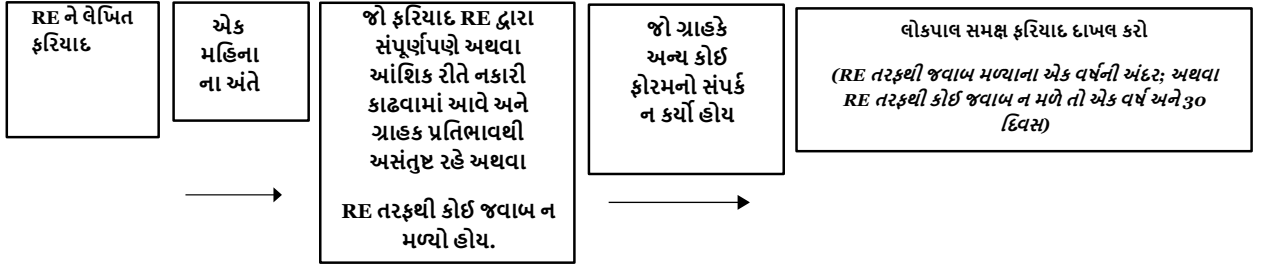 RE ને લેખિત
ફરિયાદ
એક
મહિના
ના અંતે
જો ફરિયાદ RE દ્વારા
સંપૂર્ણપણે અથવા
આંશિક રીતે નકારી
કાઢવામાં આવે અને
ગ્રાહક પ્રતિભાવથી
અસંતુષ્ટ રહે અથવા
RE તરફથી કોઈ જવાબ ન
મળ્યો હોય.
જો ગ્રાહકે
અન્ય કોઈ
ફોરમનો સંપર્ક
ન કર્યો હોય
લોકપાલ સમક્ષ ફરિયાદ દાખલ કરો
(RE તરફથી જવાબ મળ્યાના એક વર્ષની અંદર; અથવા
RE તરફથી કોઈ જવાબ ન મળે તો એક વર્ષ અને 30
દિવસ)